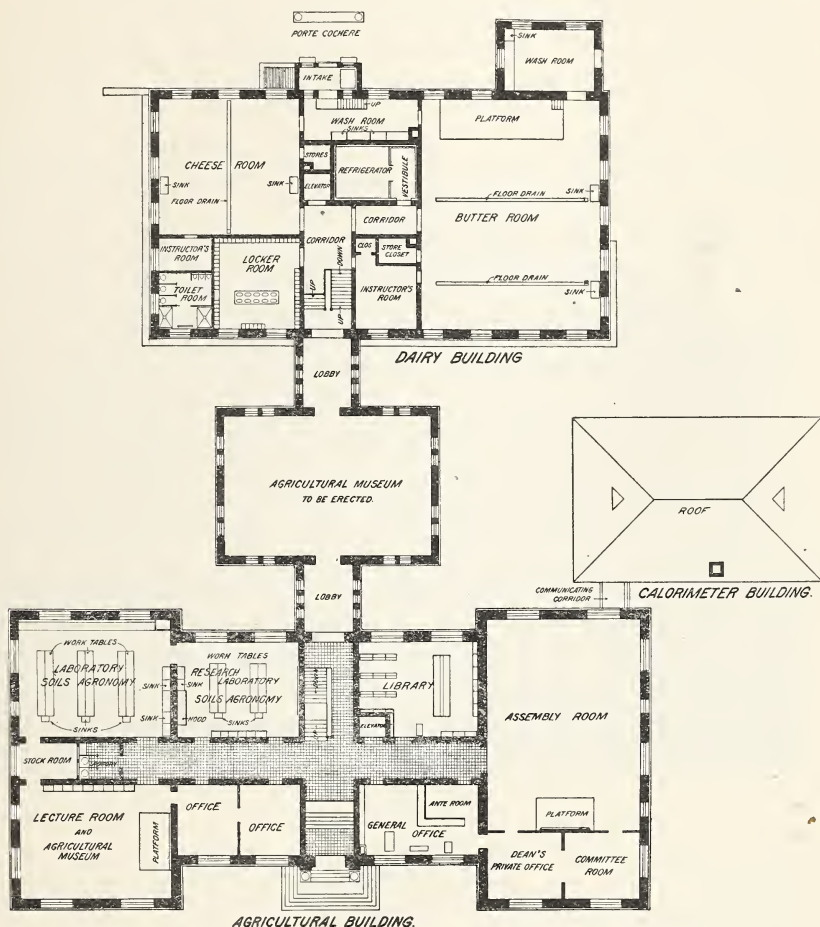 PORTE COCHERE
INTAKE
SINK
WASH ROOM
UP
WASH ROOM
SINKS
PLATFORM
CHEESE ROOM
STORES
REFRIGERATOR
VESTIBULE
SINK
SINK
ELEVATOR
FLOOR DRAIN
FLOOR DRAIN
SINK
BUTTER ROOM
CORRIDOR
CORRIDOR
INSTRUCTOR'S
ROOM
LOCKER
ROOM
CLOS
STORE
CLOSET
DOWN
TOILET
ROOM
UP
UP
INSTRUCTOR'S
ROOM
FLOOR DRAIN
SINK
DAIRY BUILDING
LOBBY
AGRICULTURAL MUSEUM
TO BE ERECTED.
ROOF
LOBBY
COMMUNICATING
CORRIDOR
CALORIMETER BUILDING.
WORK TABLES
LABORATORY
SOILS AGRONOMY
SINKS
SINK
SINK
WORK TABLES
RESEARCH
LABORATORY
SOILS AGRONOMY
SINK
HOOD
SINKS
DOWN
LIBRARY
ELEVATOR
ASSEMBLY ROOM
STOCK ROOM
LECTURE ROOM
AND
AGRICULTURAL
MUSEUM
PLATFORM
OFFICE
OFFICE
GENERAL
OFFICE
ANTE ROOM
PLATFORM
DEAN'S
PRIVATE OFFICE
COMMITTEE
ROOM
AGRICULTURAL BUILDING.